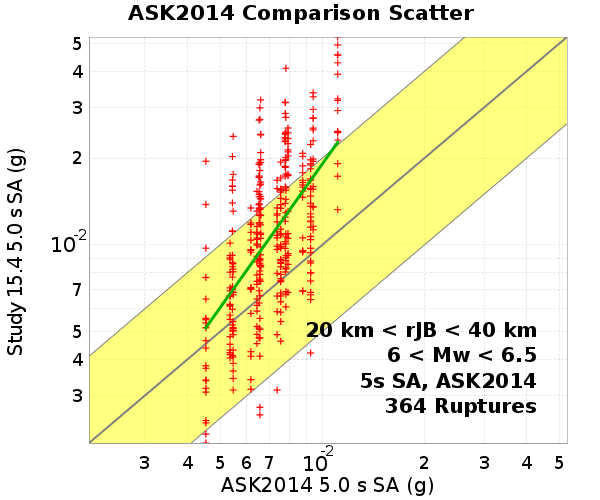 ASK2014 Comparison Scatter
Study 15.4 5.0 s SA (g)
5
4
3
2
10-2
7
5
4
3
20 km < rJB < 40 km
6 < Mw < 6.5
5s SA, ASK2014
364 Ruptures
3 4 5 6 7 10-2 2 3 4 5
ASK2014 5.0 s SA (g)